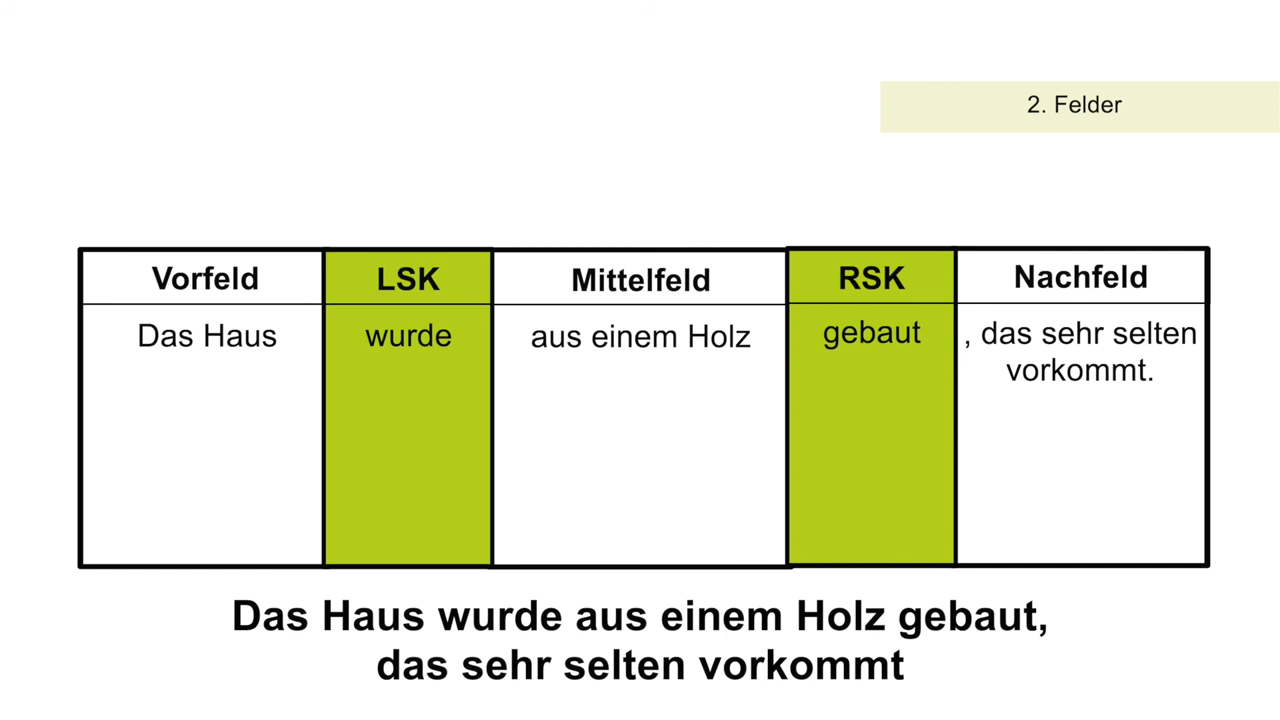 2. Felder
Vorfeld
LSK
Mittelfeld
RSK
Nachfeld
Das Haus
wurde
aus einem Holz
gebaut
, das sehr selten
vorkommt.
Das Haus wurde aus einem Holz gebaut,
das sehr selten vorkommt